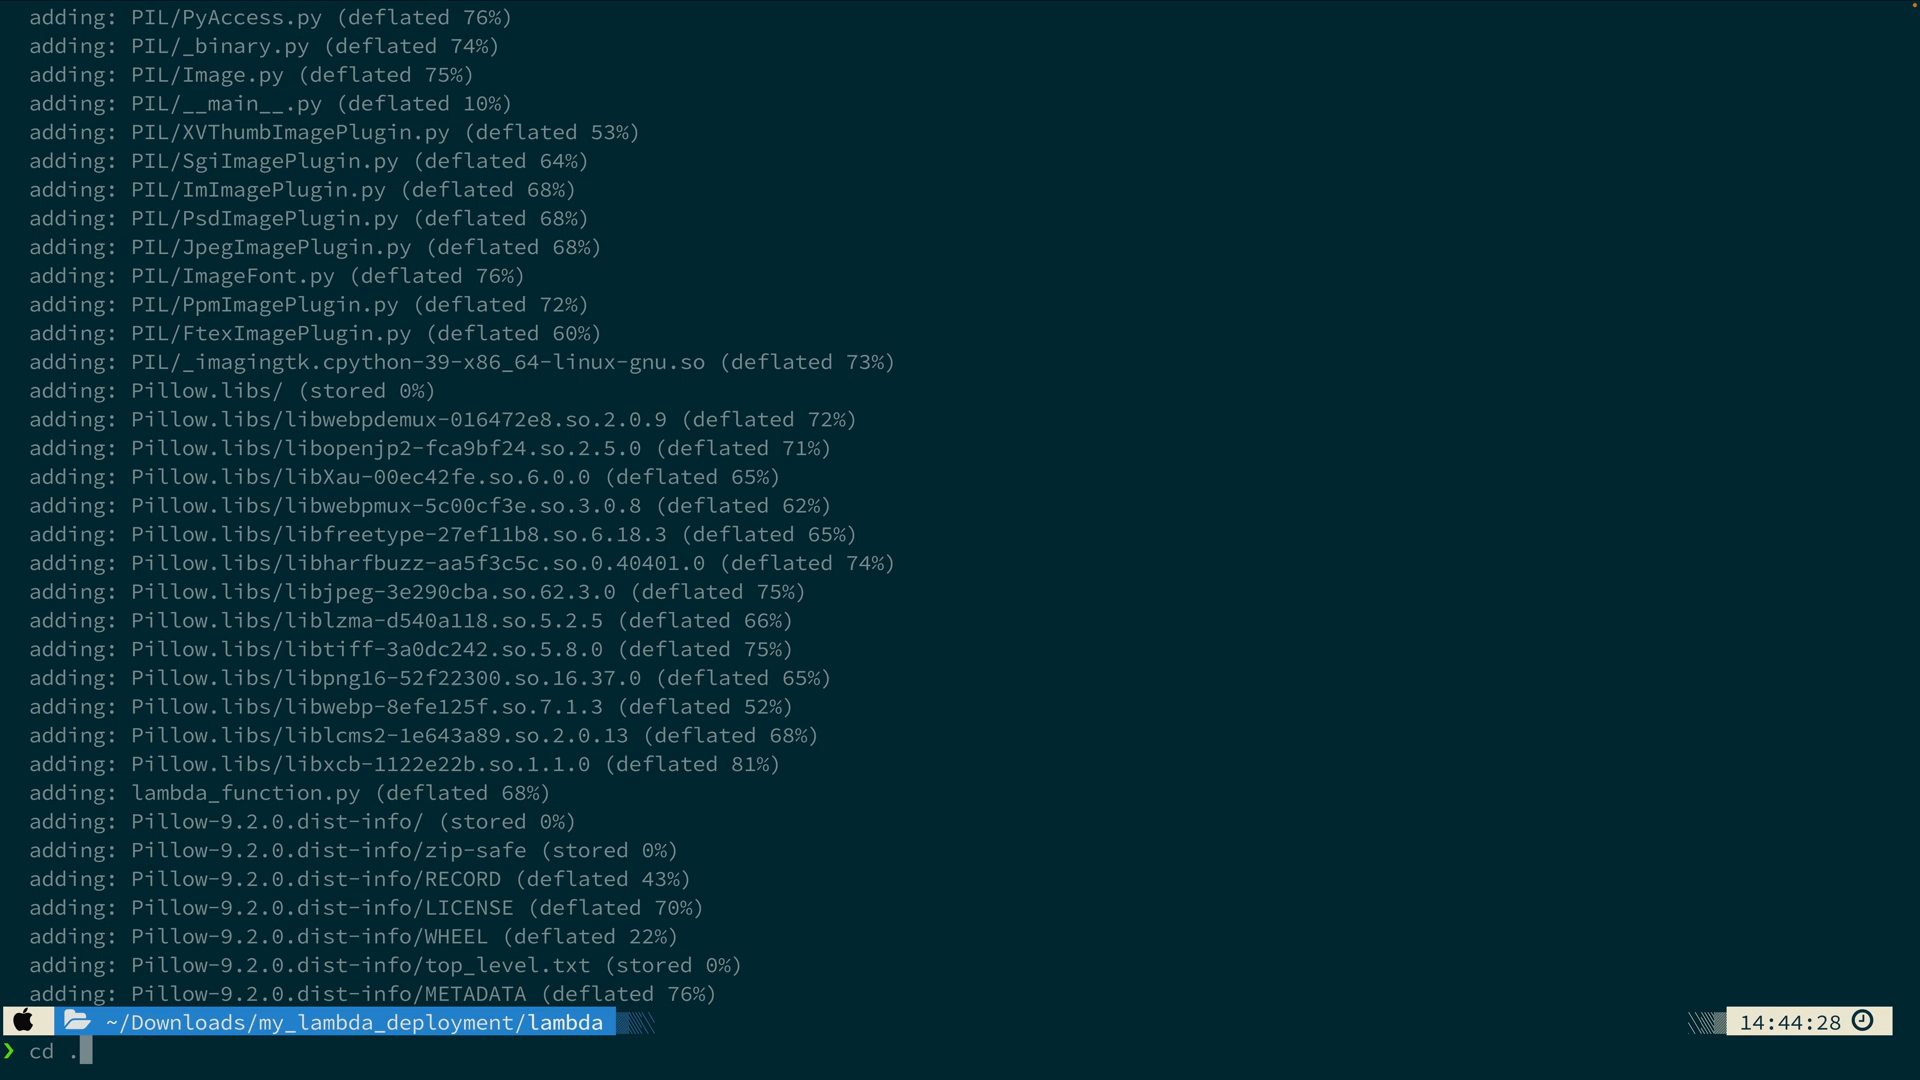 adding: PIL/PyAccess.py (deflated 76%)
adding: PIL/_binary.py (deflated 74%)
adding: PIL/Image.py (deflated 75%)
adding: PIL/__main__.py (deflated 10%)
adding: PIL/XVThumbImagePlugin.py (deflated 53%)
adding: PIL/SgiImagePlugin.py (deflated 64%)
adding: PIL/ImImagePlugin.py (deflated 68%)
adding: PIL/PsdImagePlugin.py (deflated 68%)
adding: PIL/JpegImagePlugin.py (deflated 68%)
adding: PIL/ImageFont.py (deflated 76%)
adding: PIL/PpmImagePlugin.py (deflated 72%)
adding: PIL/FtexImagePlugin.py (deflated 60%)
adding: PIL/_imagingtk.cpython-39-x86_64-linux-gnu.so (deflated 73%)
adding: Pillow.libs/ (stored 0%)
adding: Pillow.libs/libwebpdemux-016472e8.so.2.0.9 (deflated 72%)
adding: Pillow.libs/libopenjp2-fca9bf24.so.2.5.0 (deflated 71%)
adding: Pillow.libs/libXau-00ec42fe.so.6.0.0 (deflated 65%)
adding: Pillow.libs/libwebpmux-5c00cf3e.so.3.0.8 (deflated 62%)
adding: Pillow.libs/libfreetype-27ef11b8.so.6.18.3 (deflated 65%)
adding: Pillow.libs/libharfbuzz-aa5f3c5c.so.0.40401.0 (deflated 74%)
adding: Pillow.libs/libjpeg-3e290cba.so.62.3.0 (deflated 75%)
adding: Pillow.libs/liblzma-d540a118.so.5.2.5 (deflated 66%)
adding: Pillow.libs/libtiff-3a0dc242.so.5.8.0 (deflated 75%)
adding: Pillow.libs/libpng16-52f22300.so.16.37.0 (deflated 65%)
adding: Pillow.libs/libwebp-8efe125f.so.7.1.3 (deflated 52%)
adding: Pillow.libs/liblcms2-1e643a89.so.2.0.13 (deflated 68%)
adding: Pillow.libs/libxcb-1122e22b.so.1.1.0 (deflated 81%)
adding: lambda_function.py (deflated 68%)
adding: Pillow-9.2.0.dist-info/ (stored 0%)
adding: Pillow-9.2.0.dist-info/zip-safe (stored 0%)
adding: Pillow-9.2.0.dist-info/RECORD (deflated 43%)
adding: Pillow-9.2.0.dist-info/LICENSE (deflated 70%)
adding: Pillow-9.2.0.dist-info/WHEEL (deflated 22%)
adding: Pillow-9.2.0.dist-info/top_level.txt (stored 0%)
adding: Pillow-9.2.0.dist-info/METADATA (deflated 76%)
~/Downloads/my_lambda_deployment/lambda 14:44:28
❯ cd .